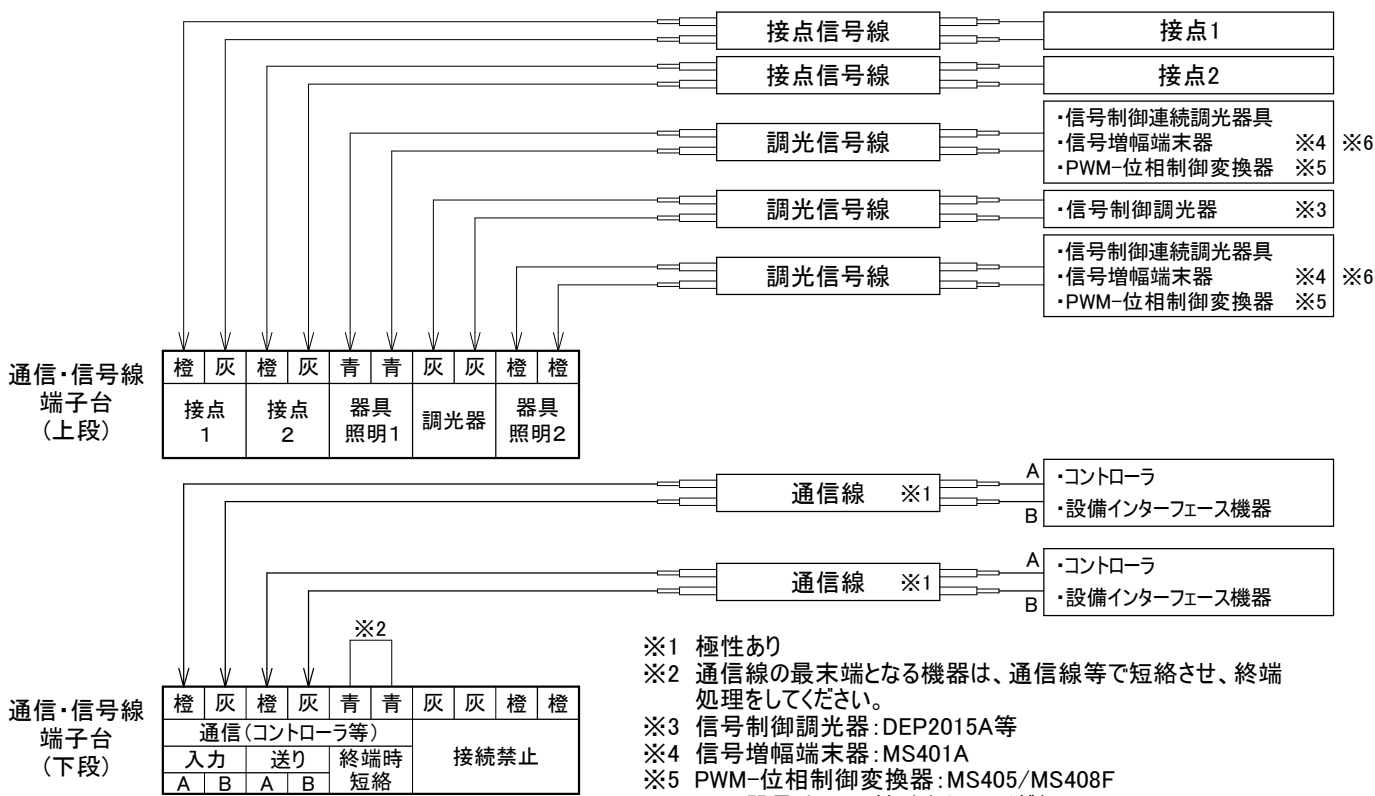 接点信号線 接点1
接点信号線 接点2
調光信号線
・信号制御連続調光器具
・信号増幅端末器 ※4 ※6
・PWM-位相制御変換器 ※5
調光信号線 ・信号制御調光器 ※3
調光信号線
・信号制御連続調光器具
・信号増幅端末器 ※4 ※6
・PWM-位相制御変換器 ※5
通信・信号線
端子台
(上段)
橙 灰 橙 灰 青 青 灰 灰 橙 橙
接点
1
接点
2
器具
照明1
調光器
器具
照明2
通信線 ※1
A ・コントローラ
B ・設備インターフェース機器
通信線 ※1
A ・コントローラ
B ・設備インターフェース機器
※2
通信・信号線
端子台
(下段)
橙 灰 橙 灰 青 青 灰 灰 橙 橙
通信(コントローラ等)
入力 送り 終端時
短絡
A B A B
接続禁止
※1 極性あり
※2 通信線の最末端となる機器は、通信線等で短絡させ、終端
処理をしてください。
※3 信号制御調光器:DEP2015A等
※4 信号増幅端末器:MS401A
※5 PWM-位相制御変換器:MS405/MS408F